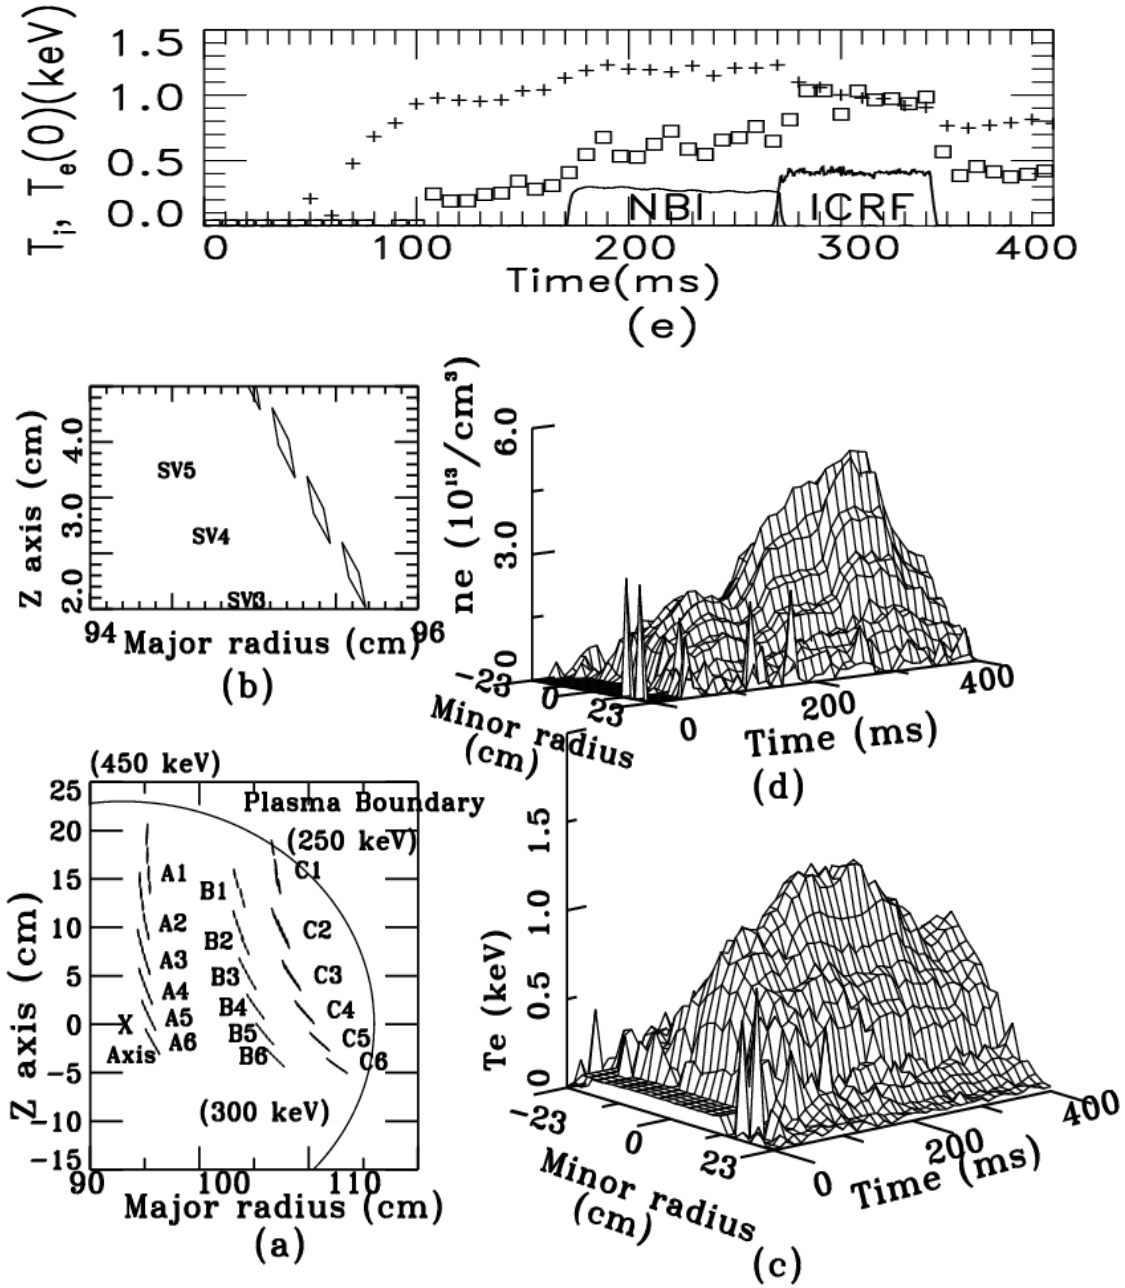 Ti, Te(0)(keV)
1.5
1.0
0.5
0.0
NBI ICRF
0 100 200 300 400
Time(ms)
(e)
Z axis (cm)
4.0
3.0
2.0
SV5
SV4
SV3
94 96
Major radius (cm)
(b)
ne (10¹³/cm³)
6.0
3.0
0
-23 0 23
Minor radius
(cm)
0 200 400
Time (ms)
(d)
(450 keV)
Plasma Boundary
(250 keV)
Z axis (cm)
25
20
15
10
5
0
-5
-10
-15
A1 B1 C1
A2 B2 C2
A3 B3 C3
A4 B4 C4
A5 B5 C5
A6 B6 C6
X
Axis
(300 keV)
90 100 110
Major radius (cm)
(a)
Te (keV)
1.5
1.0
0.5
0
-23 0 23
Minor radius
(cm)
0 200 400
Time (ms)
(c)